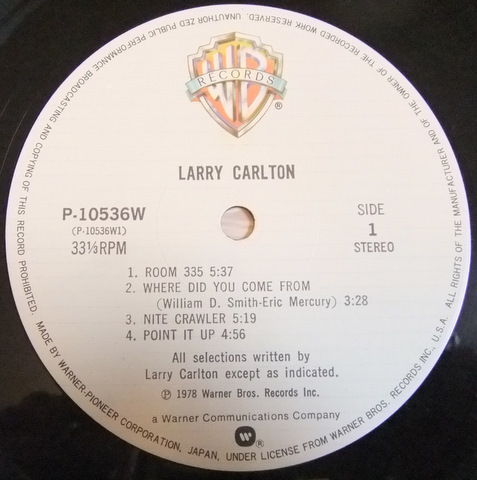 UNAUTHORIZED PUBLIC PERFORMANCE BROADCASTING AND COPYING OF THIS RECORD PROHIBITED. MADE BY WARNER-PIONEER CORPORATION, JAPAN, UNDER LICENSE FROM WARNER BROS. RECORDS INC., U.S.A. ALL RIGHTS OF THE MANUFACTURER AND OF THE OWNER OF THE RECORDED WORK RESERVED.
WB
RECORDS
®
LARRY CARLTON
P-10536W
(P-10536W1)
33⅓RPM
SIDE
1
STEREO
1. ROOM 335 5:37
2. WHERE DID YOU COME FROM
(William D. Smith-Eric Mercury) 3:28
3. NITE CRAWLER 5:19
4. POINT IT UP 4:56
All selections written by
Larry Carlton except as indicated.
℗ 1978 Warner Bros. Records Inc.
a Warner Communications Company
®